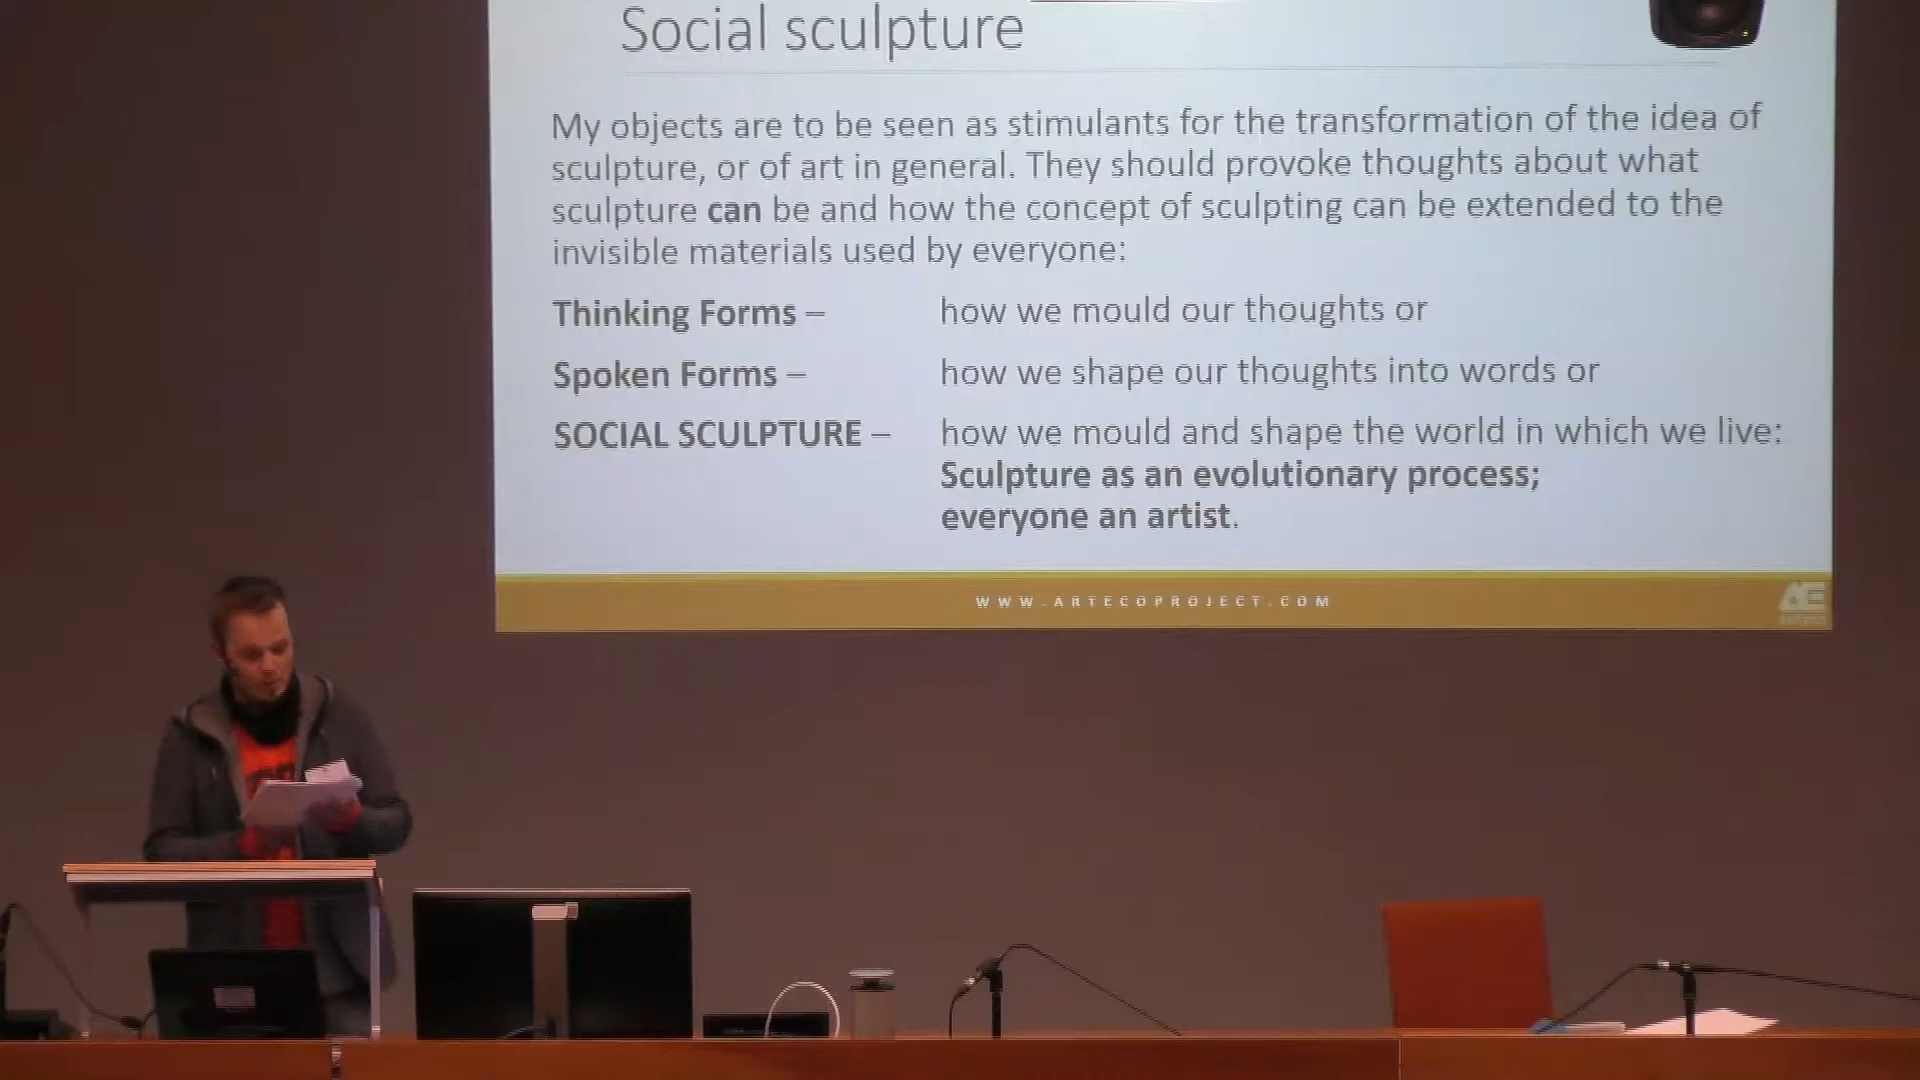 Social sculpture
My objects are to be seen as stimulants for the transformation of the idea of
sculpture, or of art in general. They should provoke thoughts about what
sculpture can be and how the concept of sculpting can be extended to the
invisible materials used by everyone:
Thinking Forms – how we mould our thoughts or
Spoken Forms – how we shape our thoughts into words or
SOCIAL SCULPTURE – how we mould and shape the world in which we live:
Sculpture as an evolutionary process;
everyone an artist.
WWW.ARTECOPROJECT.COM
AE